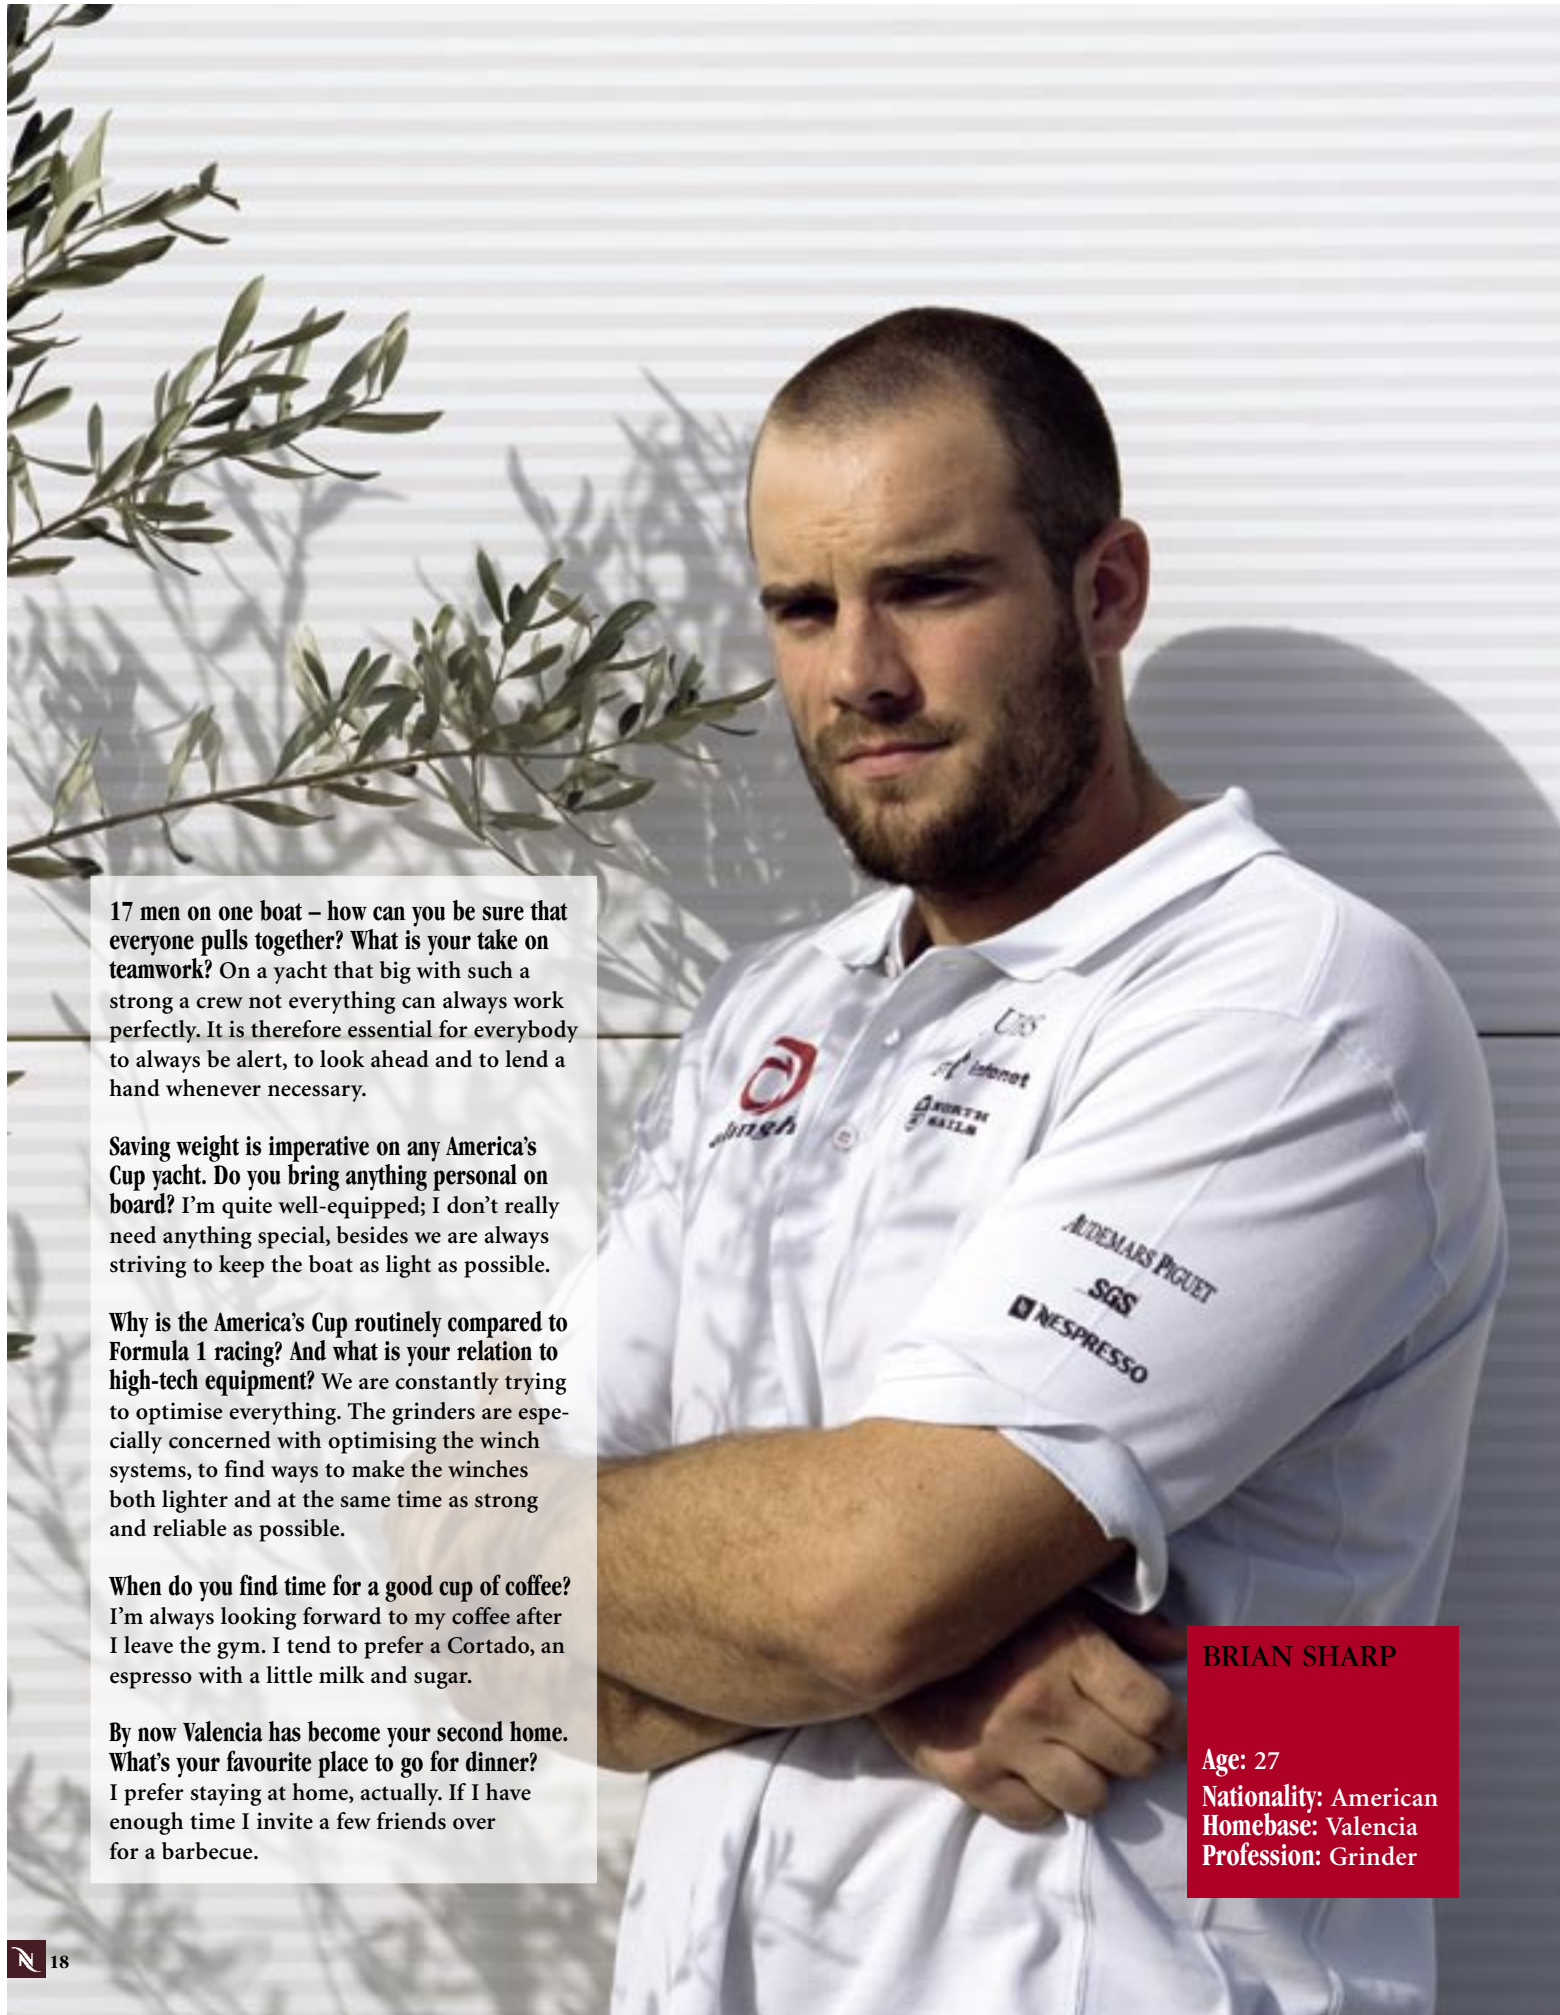 17 men on one boat – how can you be sure that
everyone pulls together? What is your take on
teamwork? On a yacht that big with such a
strong a crew not everything can always work
perfectly. It is therefore essential for everybody
to always be alert, to look ahead and to lend a
hand whenever necessary.
Saving weight is imperative on any America's
Cup yacht. Do you bring anything personal on
board? I'm quite well-equipped; I don't really
need anything special, besides we are always
striving to keep the boat as light as possible.
Why is the America's Cup routinely compared to
Formula 1 racing? And what is your relation to
high-tech equipment? We are constantly trying
to optimise everything. The grinders are espe-
cially concerned with optimising the winch
systems, to find ways to make the winches
both lighter and at the same time as strong
and reliable as possible.
When do you find time for a good cup of coffee?
I'm always looking forward to my coffee after
I leave the gym. I tend to prefer a Cortado, an
espresso with a little milk and sugar.
By now Valencia has become your second home.
What's your favourite place to go for dinner?
I prefer staying at home, actually. If I have
enough time I invite a few friends over
for a barbecue.
UBS
infonet
NORTH
SAILS
AUDEMARS PIGUET
SGS
NESPRESSO
BRIAN SHARP
Age: 27
Nationality: American
Homebase: Valencia
Profession: Grinder
N 18